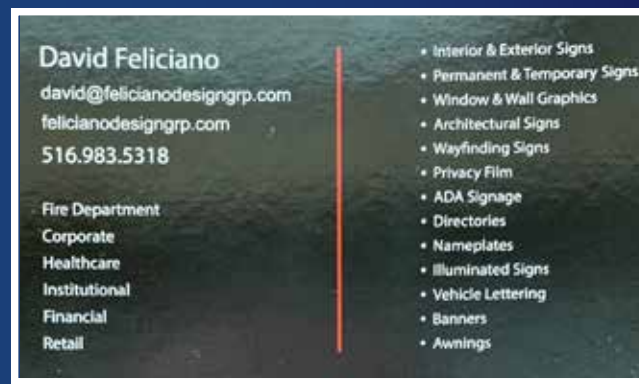 David Feliciano
david@felicianodesigngrp.com
felicianodesigngrp.com
516.983.5318
Fire Department
Corporate
Healthcare
Institutional
Financial
Retail
• Interior & Exterior Signs
• Permanent & Temporary Signs
• Window & Wall Graphics
• Architectural Signs
• Wayfinding Signs
• Privacy Film
• ADA Signage
• Directories
• Nameplates
• Illuminated Signs
• Vehicle Lettering
• Banners
• Awnings